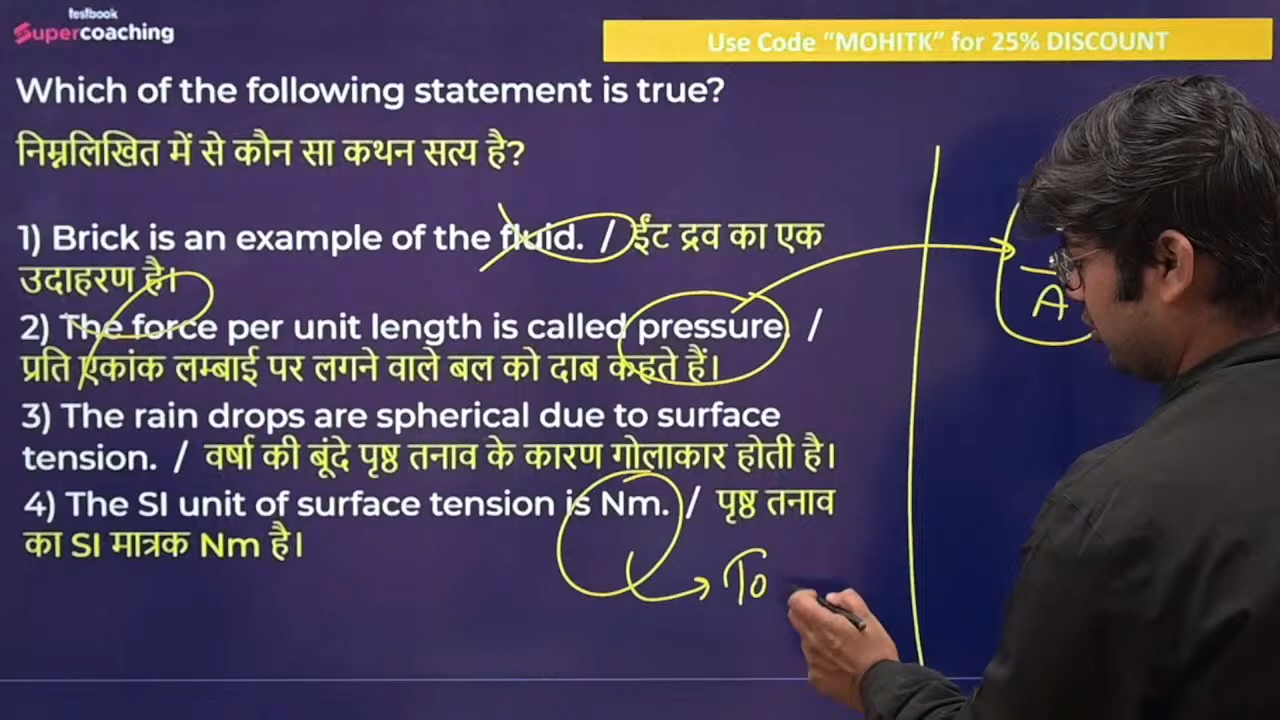 testbook
Supercoaching
Use Code “MOHITK” for 25% DISCOUNT
Which of the following statement is true?
निम्नलिखित में से कौन सा कथन सत्य है?
1) Brick is an example of the fluid. / ईंट द्रव का एक
उदाहरण है।
2) The force per unit length is called pressure. /
प्रति एकांक लम्बाई पर लगने वाले बल को दाब कहते हैं।
3) The rain drops are spherical due to surface
tension. / वर्षा की बूंदे पृष्ठ तनाव के कारण गोलाकार होती है।
4) The SI unit of surface tension is Nm. / पृष्ठ तनाव
का SI मात्रक Nm है।
A
To